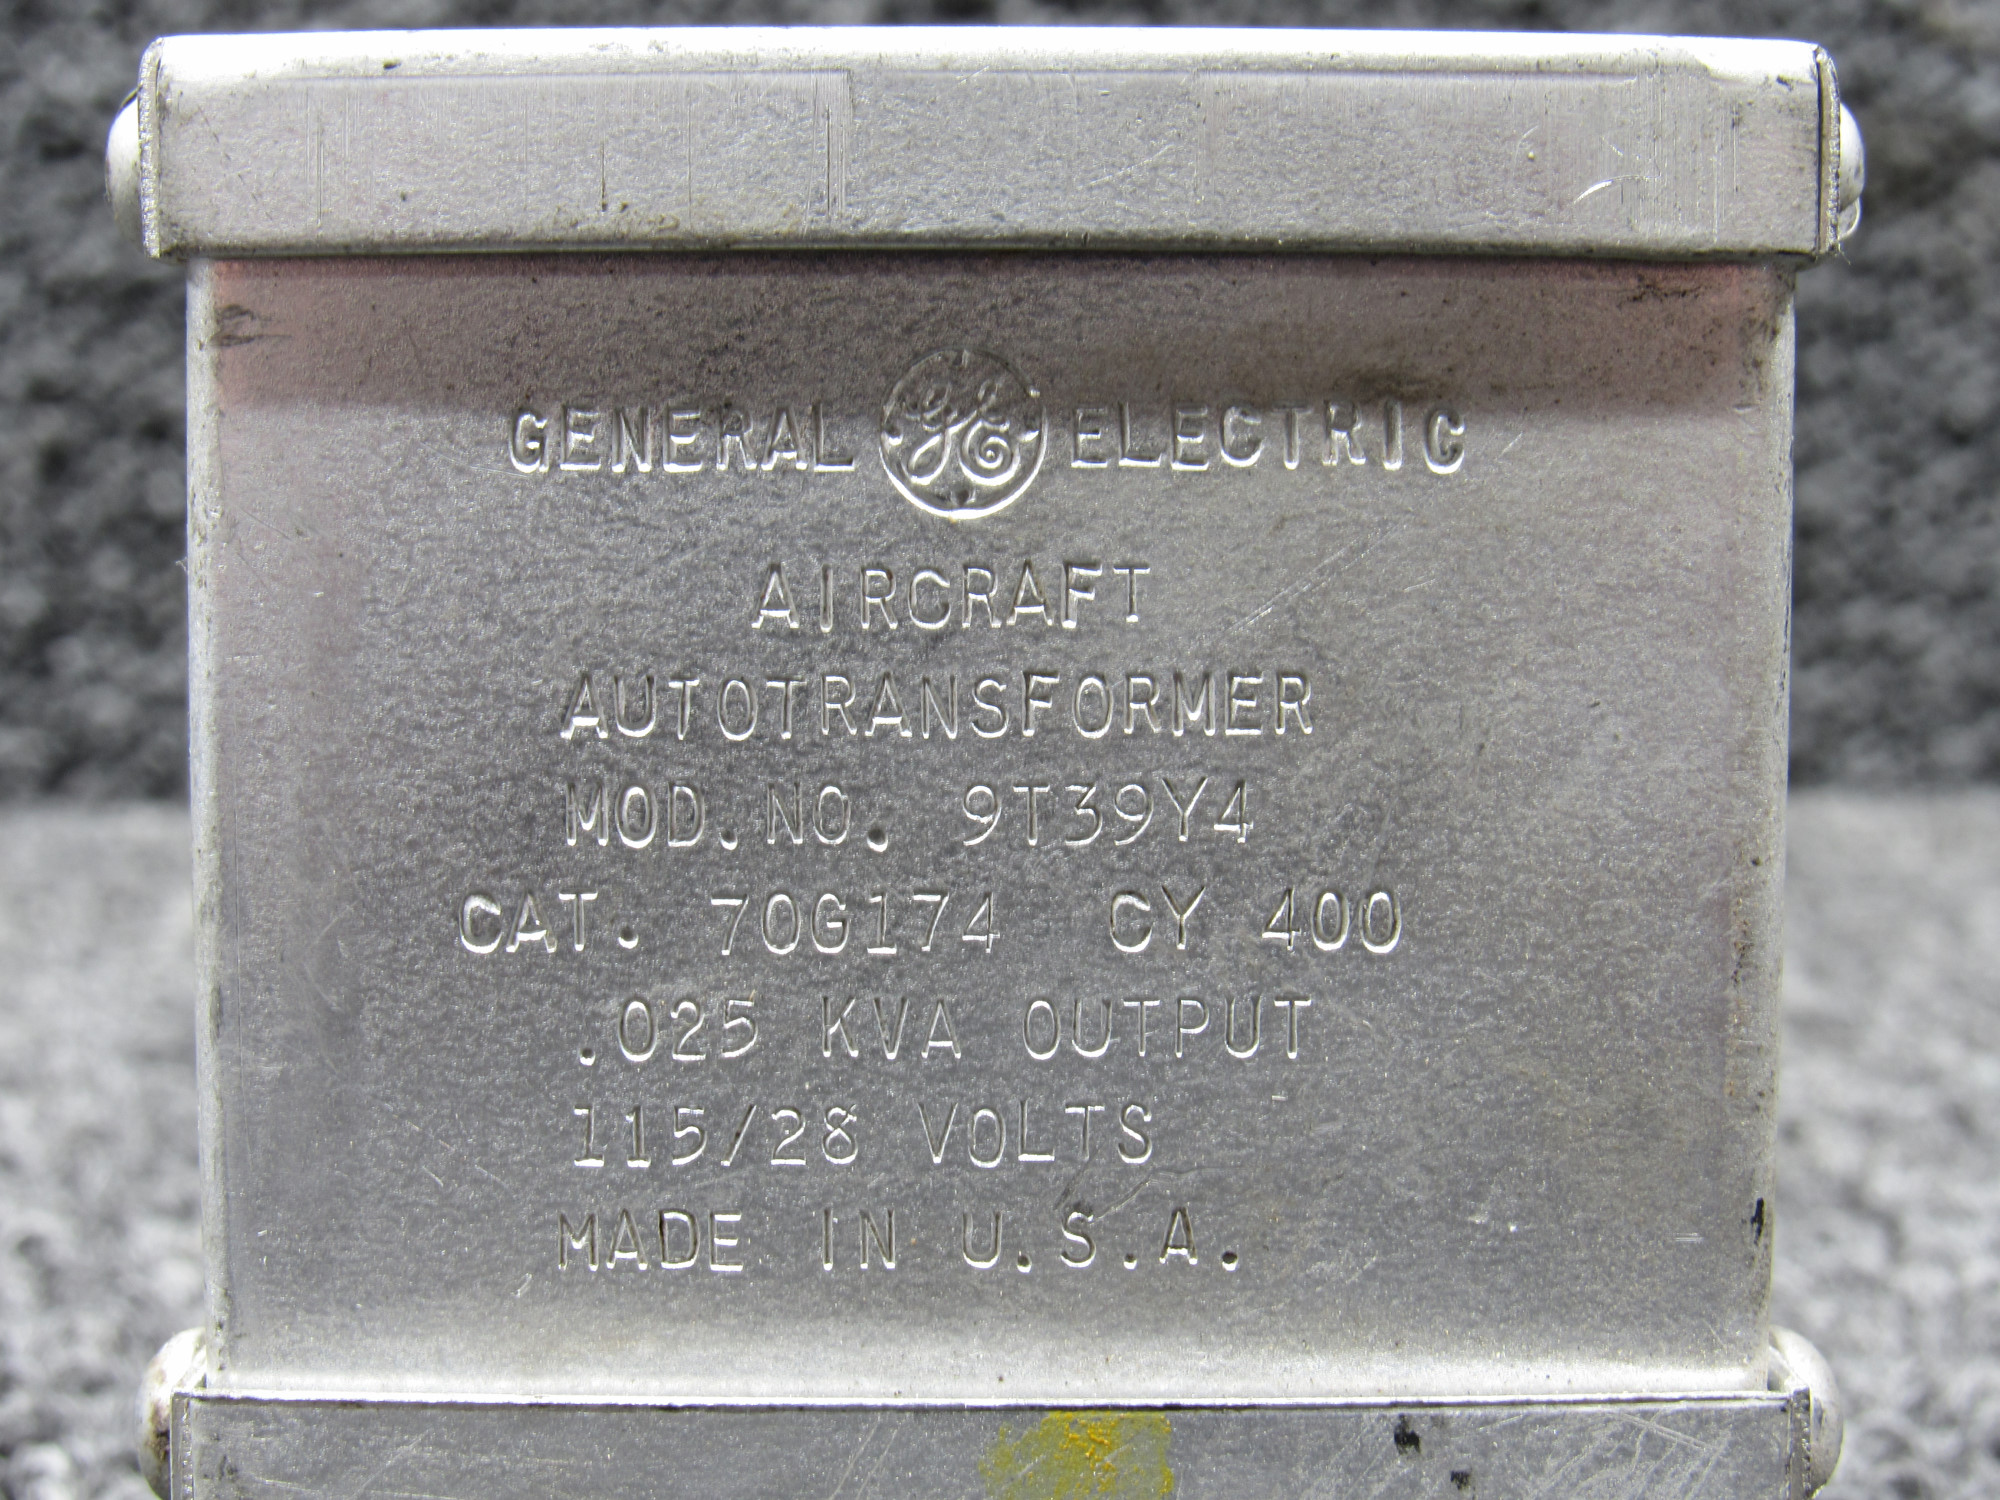 GENERAL GE ELECTRIC
AIRCRAFT
AUTOTRANSFORMER
MOD. NO. 9T39Y4
CAT. 70G174 CY 400
.025 KVA OUTPUT
115/28 VOLTS
MADE IN U.S.A.